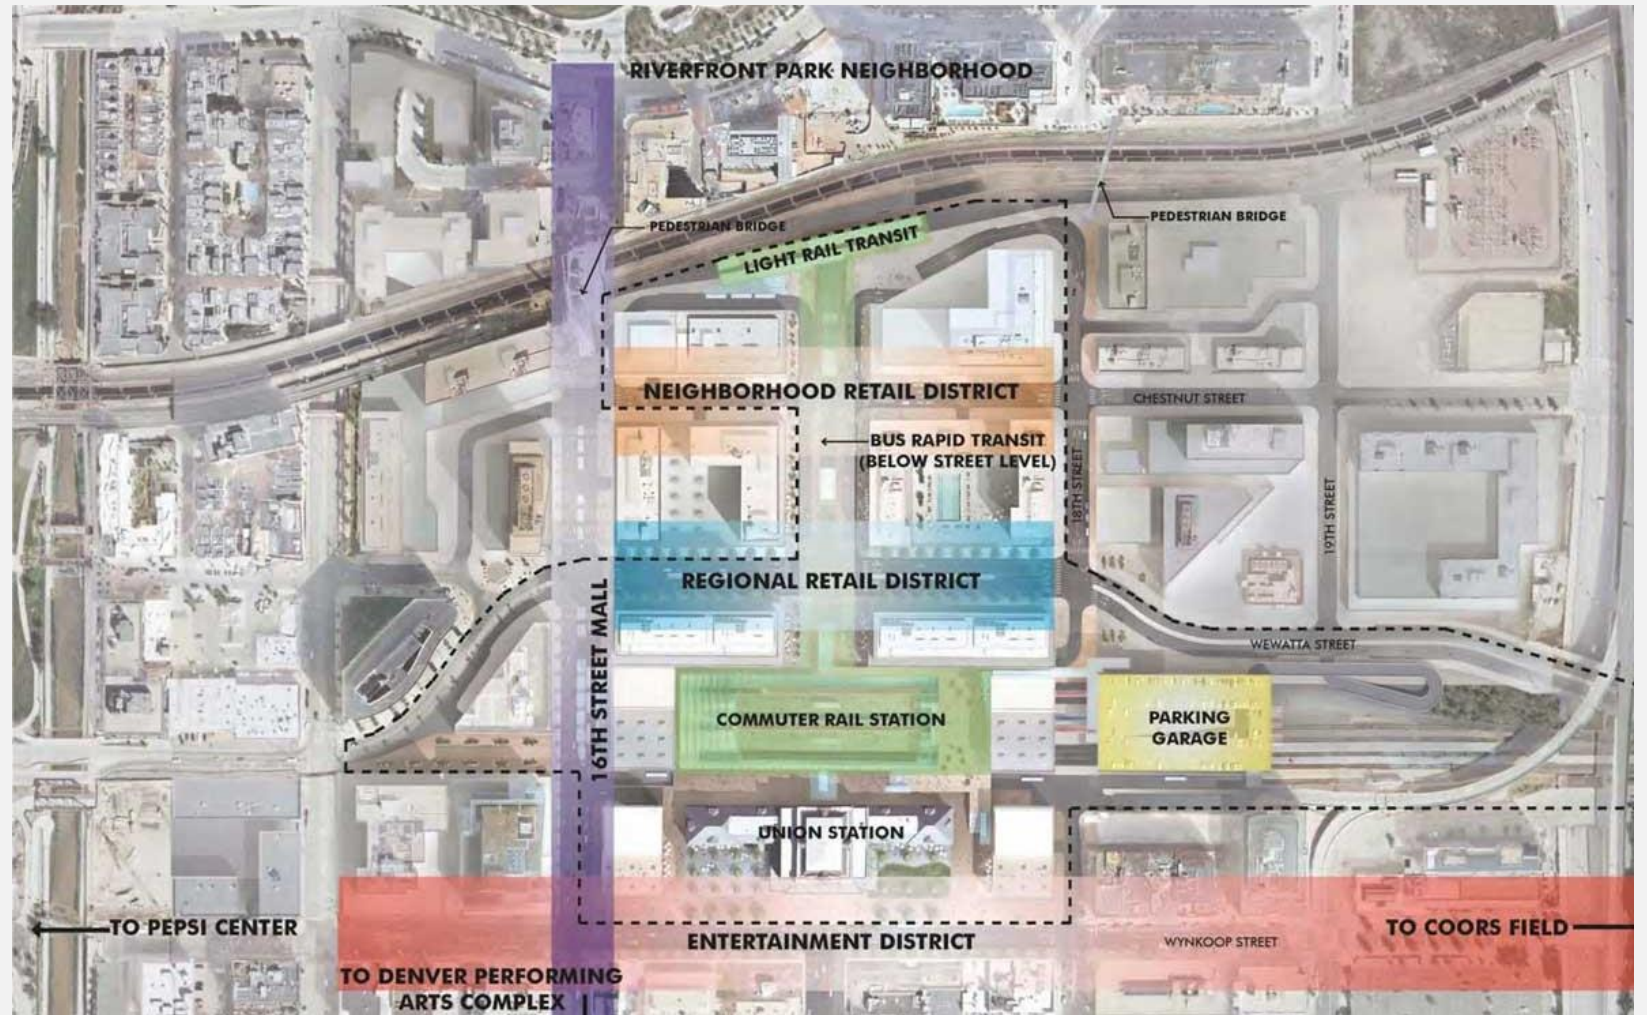 RIVERFRONT PARK NEIGHBORHOOD
PEDESTRIAN BRIDGE
PEDESTRIAN BRIDGE
LIGHT RAIL TRANSIT
NEIGHBORHOOD RETAIL DISTRICT
CHESTNUT STREET
BUS RAPID TRANSIT
(BELOW STREET LEVEL)
18TH STREET
19TH STREET
REGIONAL RETAIL DISTRICT
16TH STREET MALL
WEWATTA STREET
COMMUTER RAIL STATION
PARKING
GARAGE
UNION STATION
TO PEPSI CENTER
ENTERTAINMENT DISTRICT
WYNKOOP STREET
TO COORS FIELD
TO DENVER PERFORMING
ARTS COMPLEX